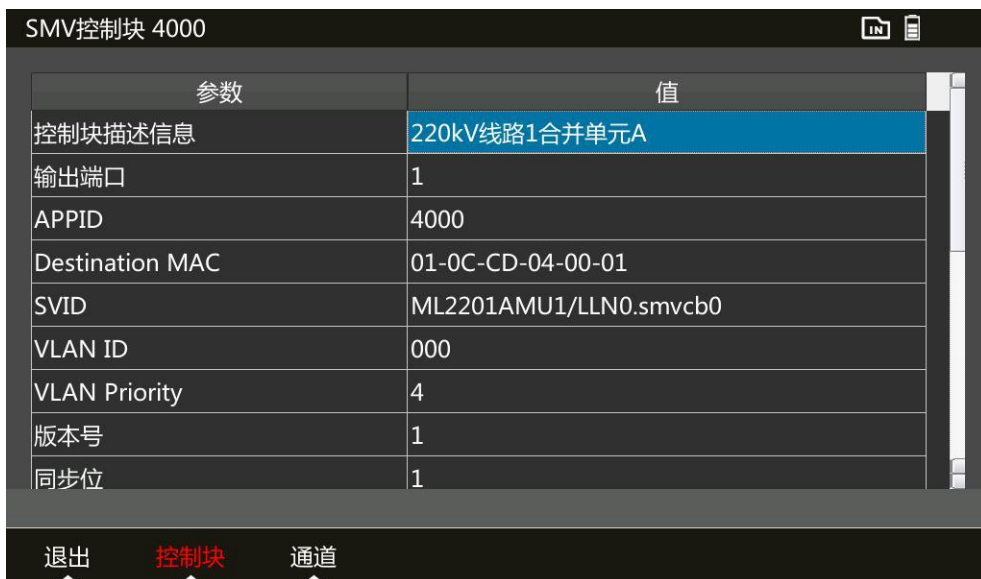 SMV控制块 4000
IN
参数 值
控制块描述信息 220kV线路1合并单元A
输出端口 1
APPID 4000
Destination MAC 01-0C-CD-04-00-01
SVID ML2201AMU1/LLN0.smvcb0
VLAN ID 000
VLAN Priority 4
版本号 1
同步位 1
退出 控制块 通道